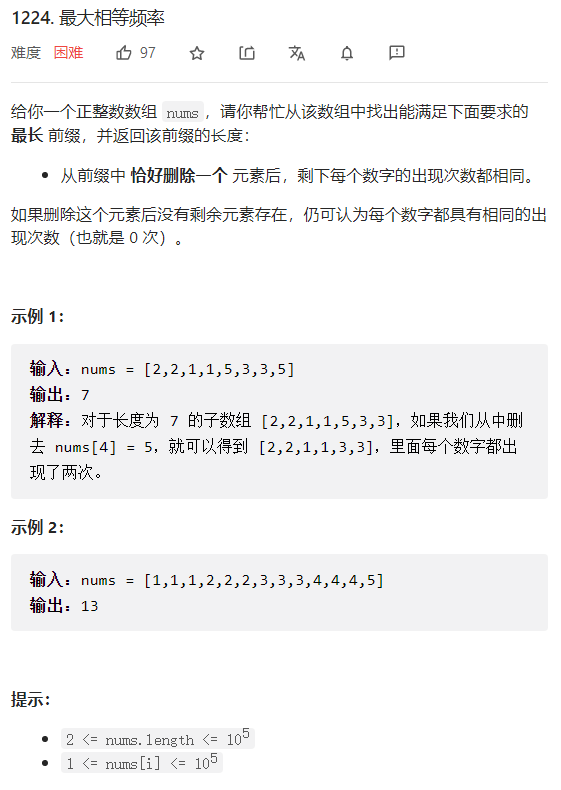 1224. 最大相等频率
难度 困难 97
给你一个正整数数组 nums，请你帮忙从该数组中找出能满足下面要求的
最长 前缀，并返回该前缀的长度：
• 从前缀中 恰好删除一个 元素后，剩下每个数字的出现次数都相同。
如果删除这个元素后没有剩余元素存在，仍可认为每个数字都具有相同的出
现次数（也就是 0 次）。
示例 1：
输入：nums = [2,2,1,1,5,3,3,5]
输出：7
解释：对于长度为 7 的子数组 [2,2,1,1,5,3,3]，如果我们从中删
去 nums[4] = 5，就可以得到 [2,2,1,1,3,3]，里面每个数字都出
现了两次。
示例 2：
输入：nums = [1,1,1,2,2,2,3,3,3,4,4,4,5]
输出：13
提示：
• 2 <= nums.length <= 10^5
• 1 <= nums[i] <= 10^5